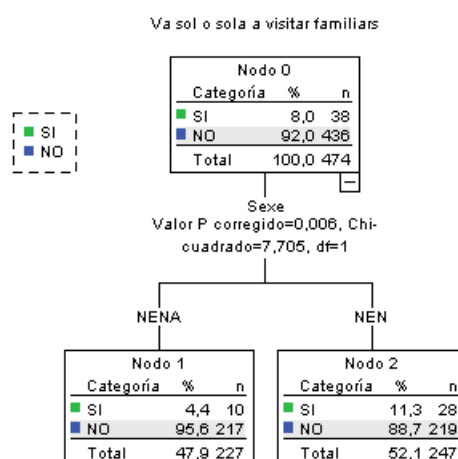 Va sol o sola a visitar familiars
Nodo 0
Categoría % n
SI 8,0 38
NO 92,0 436
Total 100,0 474
SI
NO
Sexe
Valor P corregido=0,006, Chi-
cuadrado=7,705, df=1
NENA
NEN
Nodo 1
Categoría % n
SI 4,4 10
NO 95,6 217
Total 47,9 227
Nodo 2
Categoría % n
SI 11,3 28
NO 88,7 219
Total 52,1 247